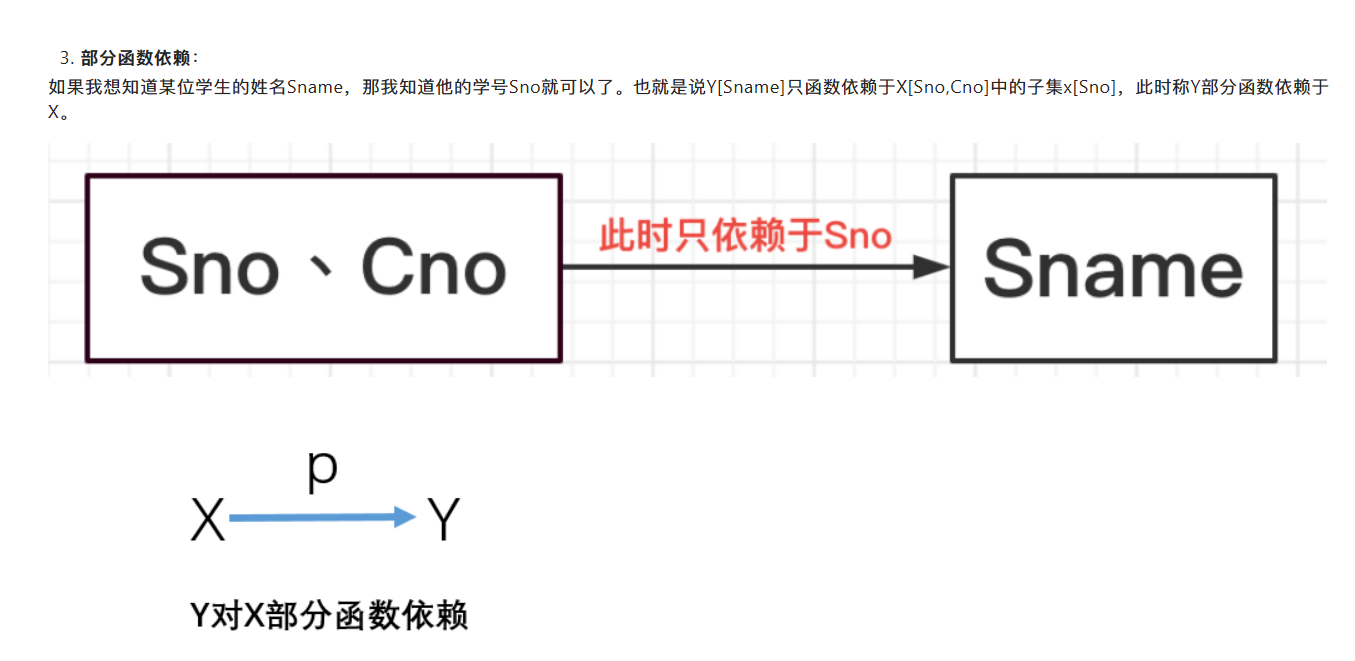 3. 部分函数依赖：
如果我想知道某位学生的姓名Sname，那我知道他的学号Sno就可以了。也就是说Y[Sname]只函数依赖于X[Sno,Cno]中的子集x[Sno]，此时称Y部分函数依赖于
X。
此时只依赖于Sno
Sno、Cno Sname
p
X Y
Y对X部分函数依赖